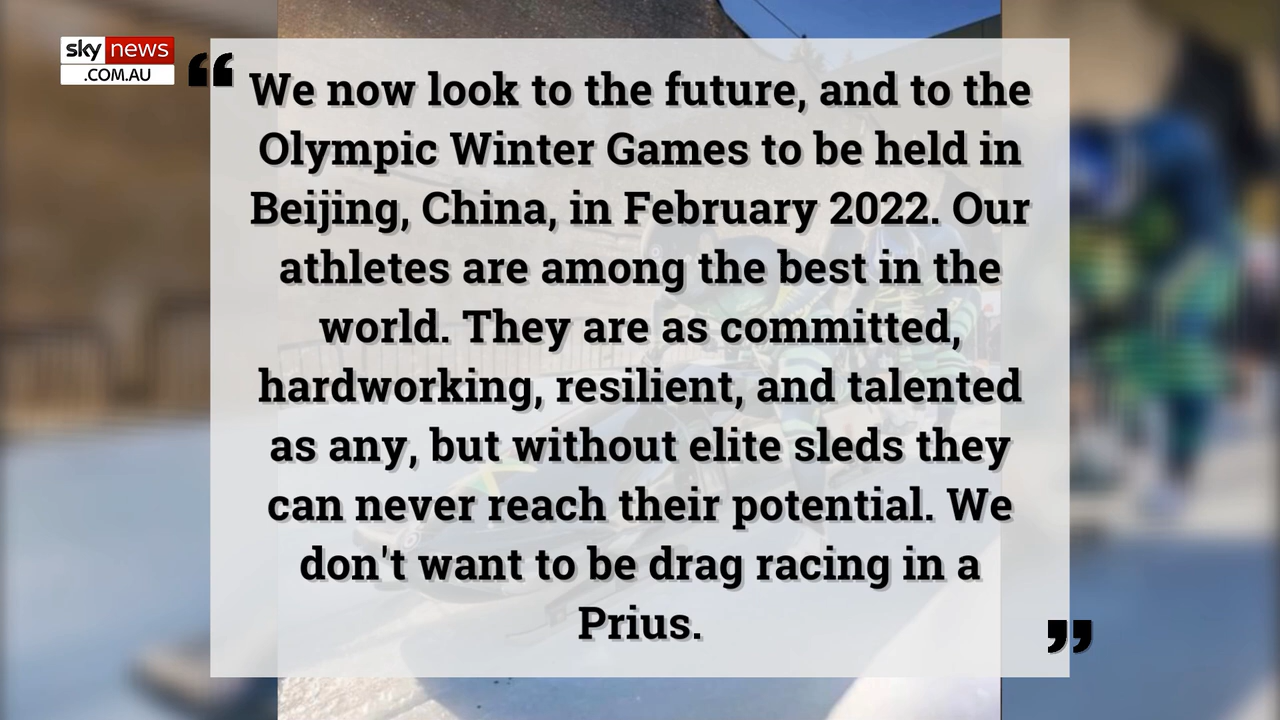 sky news
.COM.AU
“
We now look to the future, and to the
Olympic Winter Games to be held in
Beijing, China, in February 2022. Our
athletes are among the best in the
world. They are as committed,
hardworking, resilient, and talented
as any, but without elite sleds they
can never reach their potential. We
don't want to be drag racing in a
Prius.
”